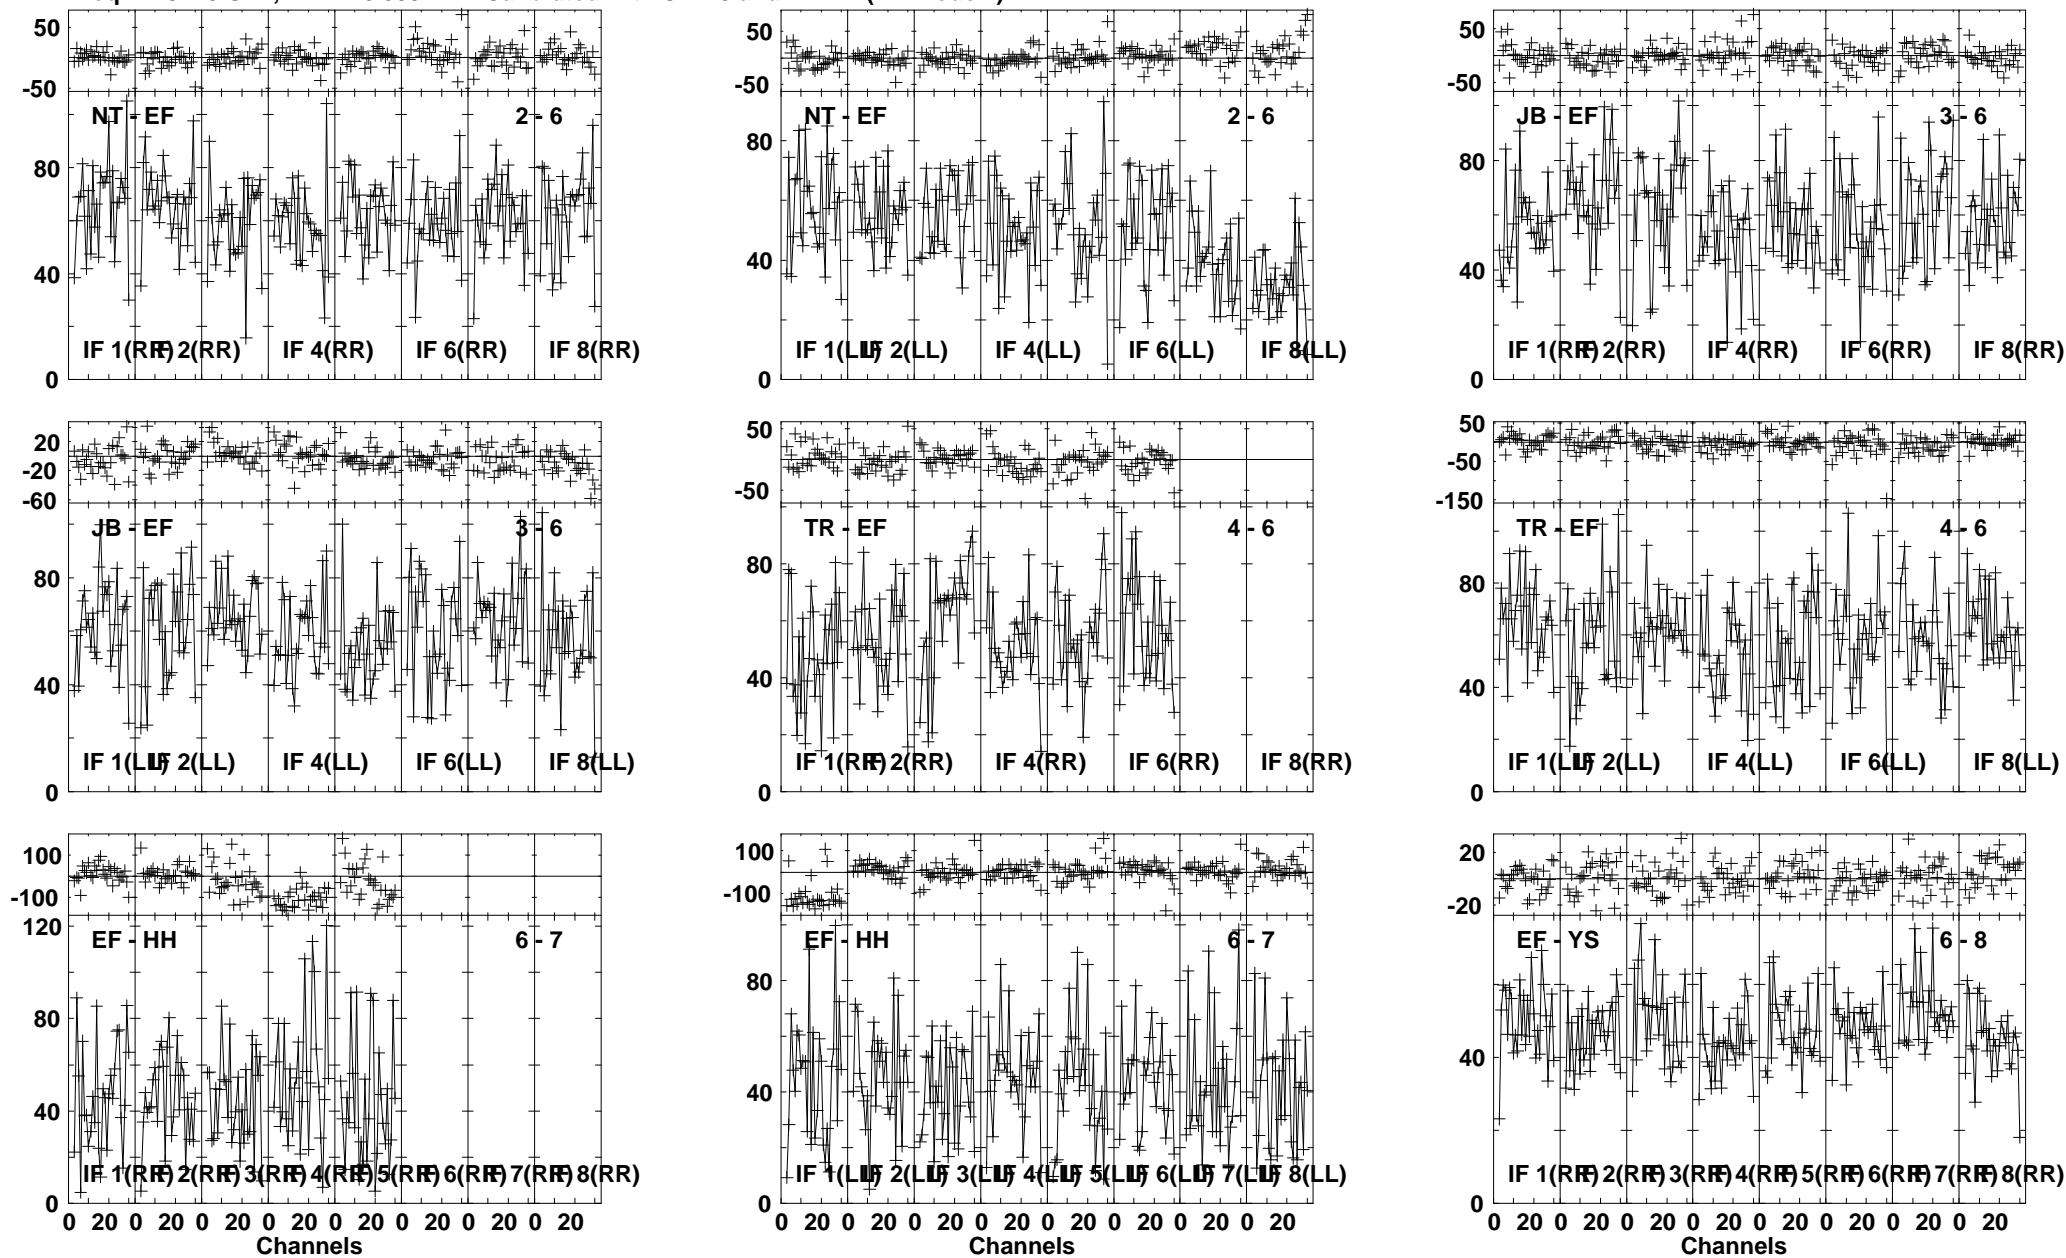 50
-50
NT - EF 2 - 6
80
40
0
IF 1(RR) IF 2(RR) IF 4(RR) IF 6(RR) IF 8(RR)
50
-50
NT - EF 2 - 6
80
40
0
IF 1(LL) IF 2(LL) IF 4(LL) IF 6(LL) IF 8(LL)
50
-50
JB - EF 3 - 6
80
40
0
IF 1(RR) IF 2(RR) IF 4(RR) IF 6(RR) IF 8(RR)
20
-20
-60
JB - EF 3 - 6
80
40
0
IF 1(LL) IF 2(LL) IF 4(LL) IF 6(LL) IF 8(LL)
50
-50
TR - EF 4 - 6
80
40
0
IF 1(RR) IF 2(RR) IF 4(RR) IF 6(RR) IF 8(RR)
50
-50
-150
TR - EF 4 - 6
80
40
0
IF 1(LL) IF 2(LL) IF 4(LL) IF 6(LL) IF 8(LL)
100
-100
120
EF - HH 6 - 7
80
40
0
IF 1(RR) IF 2(RR) IF 3(RR) IF 4(RR) IF 5(RR) IF 6(RR) IF 7(RR) IF 8(RR)
0 20 0 20 0 20 0 20 0 20 0 20 0 20 0 20
Channels
100
-100
EF - HH 6 - 7
80
40
0
IF 1(LL) IF 2(LL) IF 3(LL) IF 4(LL) IF 5(LL) IF 6(LL) IF 7(LL) IF 8(LL)
0 20 0 20 0 20 0 20 0 20 0 20 0 20 0 20
Channels
20
-20
EF - YS 6 - 8
40
0
IF 1(RR) IF 2(RR) IF 3(RR) IF 4(RR) IF 5(RR) IF 6(RR) IF 7(RR) IF 8(RR)
0 20 0 20 0 20 0 20 0 20 0 20 0 20 0 20
Channels